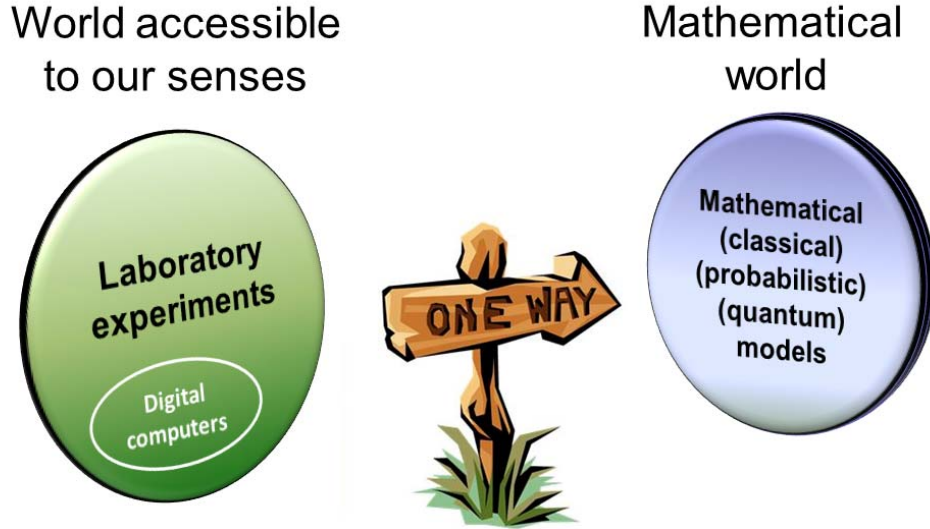 World accessible
to our senses
Mathematical
world
Laboratory
experiments
Digital
computers
ONE WAY
Mathematical
(classical)
(probabilistic)
(quantum)
models